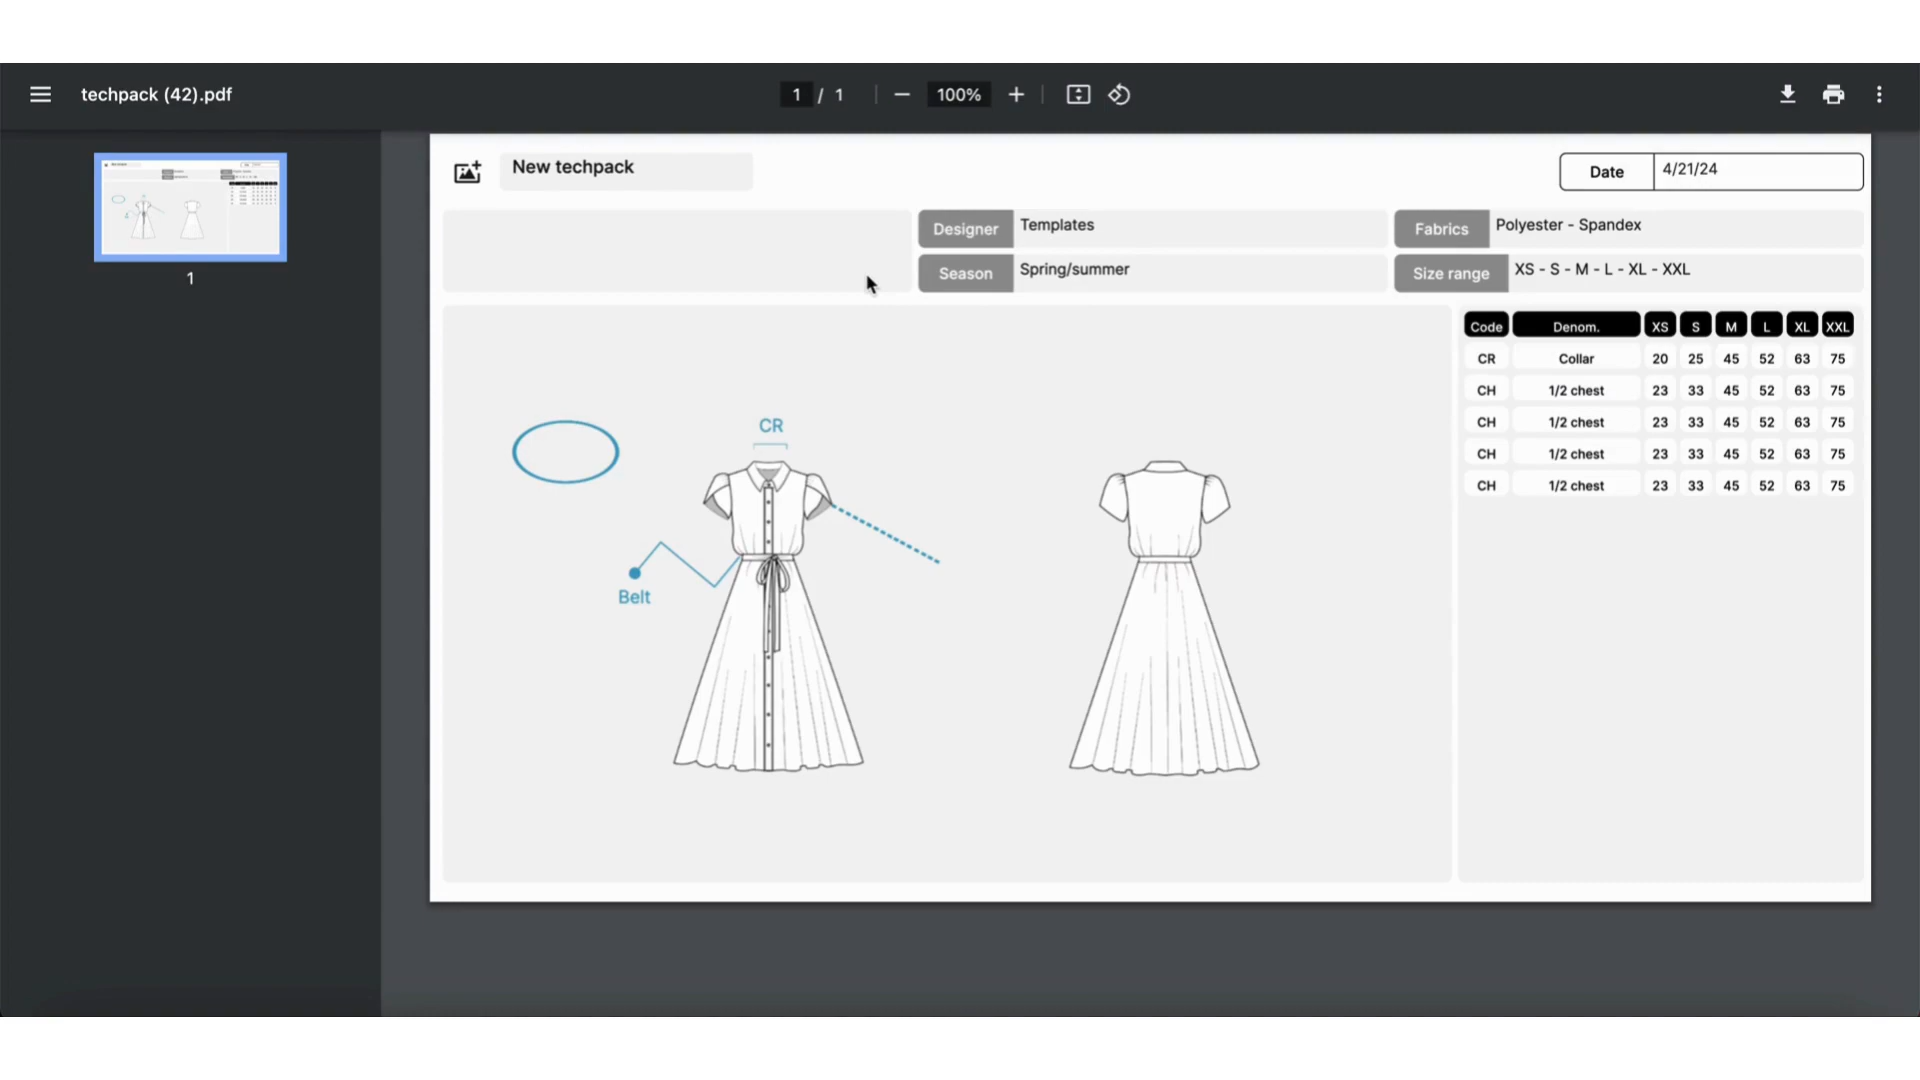 techpack (42).pdf
1 / 1
100%
1
New techpack
Date 4/21/24
Designer Templates
Fabrics Polyester - Spandex
Season Spring/summer
Size range XS - S - M - L - XL - XXL
CR
Belt
Code Denom. XS S M L XL XXL
CR Collar 20 25 45 52 63 75
CH 1/2 chest 23 33 45 52 63 75
CH 1/2 chest 23 33 45 52 63 75
CH 1/2 chest 23 33 45 52 63 75
CH 1/2 chest 23 33 45 52 63 75